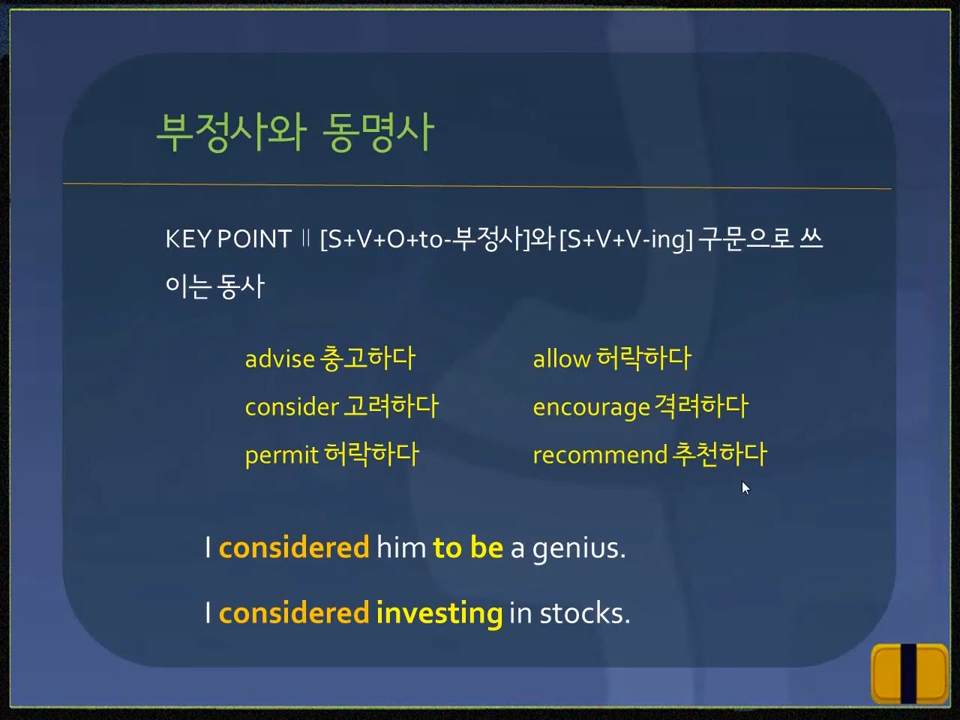 부정사와 동명사
KEY POINT Ⅱ [S+V+O+to-부정사]와 [S+V+V-ing] 구문으로 쓰
이는 동사
advise 충고하다 allow 허락하다
consider 고려하다 encourage 격려하다
permit 허락하다 recommend 추천하다
I considered him to be a genius.
I considered investing in stocks.